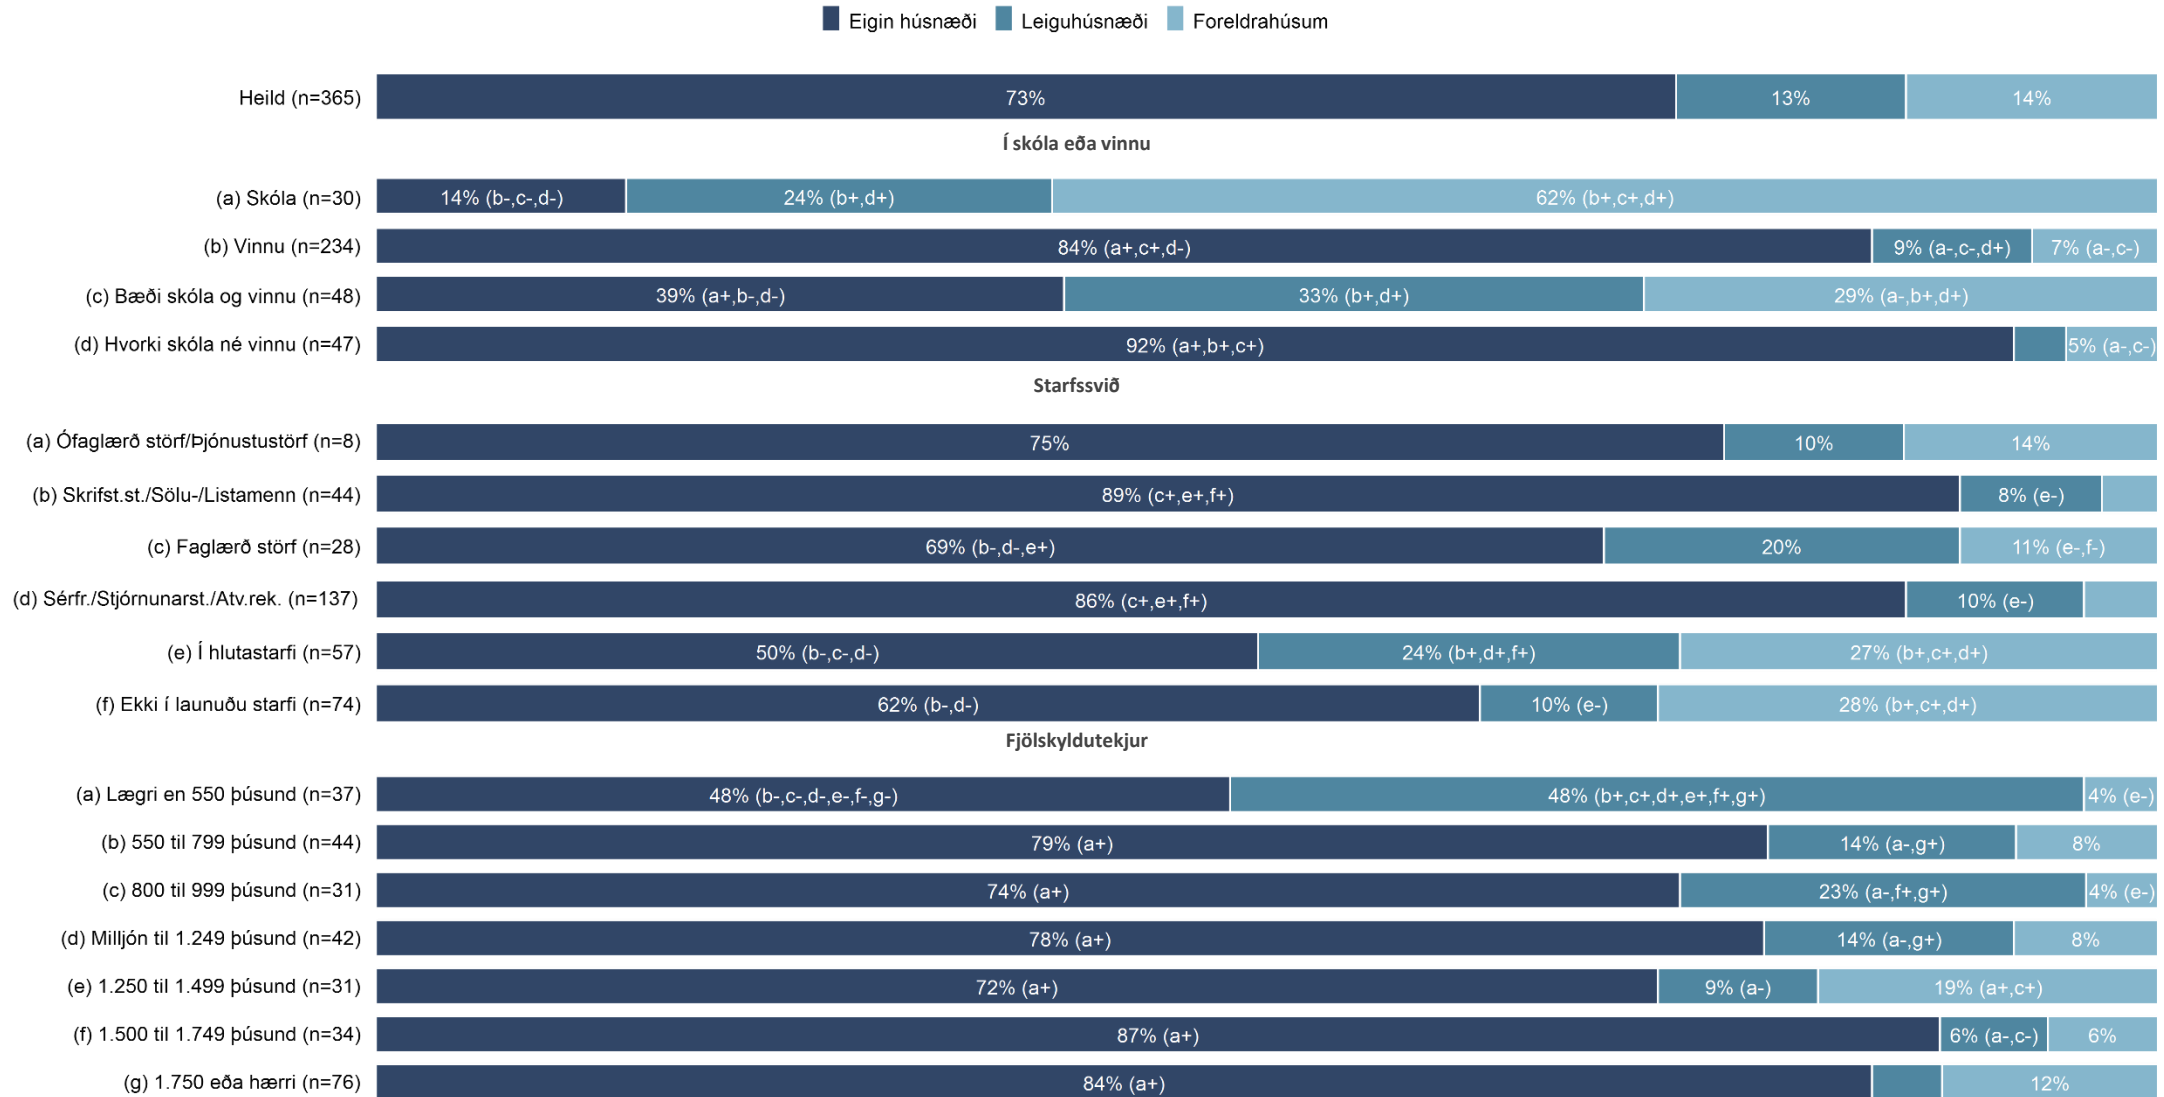 Eigin húsnæði Leiguhúsnæði Foreldrahúsum
Heild (n=365) 73% 13% 14%
Í skóla eða vinnu
(a) Skóla (n=30) 14% (b-,c-,d-) 24% (b+,d+) 62% (b+,c+,d+)
(b) Vinnu (n=234) 84% (a+,c+,d-) 9% (a-,c-,d+) 7% (a-,c-)
(c) Bæði skóla og vinnu (n=48) 39% (a+,b-,d-) 33% (b+,d+) 29% (a-,b+,d+)
(d) Hvorki skóla né vinnu (n=47) 92% (a+,b+,c+) 5% (a-,c-)
Starfssvið
(a) Ófaglærð störf/Þjónustustörf (n=8) 75% 10% 14%
(b) Skrifst.st./Sölu-/Listamenn (n=44) 89% (c+,e+,f+) 8% (e-)
(c) Faglærð störf (n=28) 69% (b-,d-,e+) 20% 11% (e-,f-)
(d) Sérfr./Stjórnunarst./Atv.rek. (n=137) 86% (c+,e+,f+) 10% (e-)
(e) Í hlutastarfi (n=57) 50% (b-,c-,d-) 24% (b+,d+,f+) 27% (b+,c+,d+)
(f) Ekki í launuðu starfi (n=74) 62% (b-,d-) 10% (e-) 28% (b+,c+,d+)
Fjölskyldutekjur
(a) Lægri en 550 þúsund (n=37) 48% (b-,c-,d-,e-,f-,g-) 48% (b+,c+,d+,e+,f+,g+) 4% (e-)
(b) 550 til 799 þúsund (n=44) 79% (a+) 14% (a-,g+) 8%
(c) 800 til 999 þúsund (n=31) 74% (a+) 23% (a-,f+,g+) 4% (e-)
(d) Milljón til 1.249 þúsund (n=42) 78% (a+) 14% (a-,g+) 8%
(e) 1.250 til 1.499 þúsund (n=31) 72% (a+) 9% (a-) 19% (a+,c+)
(f) 1.500 til 1.749 þúsund (n=34) 87% (a+) 6% (a-,c-) 6%
(g) 1.750 eða hærri (n=76) 84% (a+) 12%